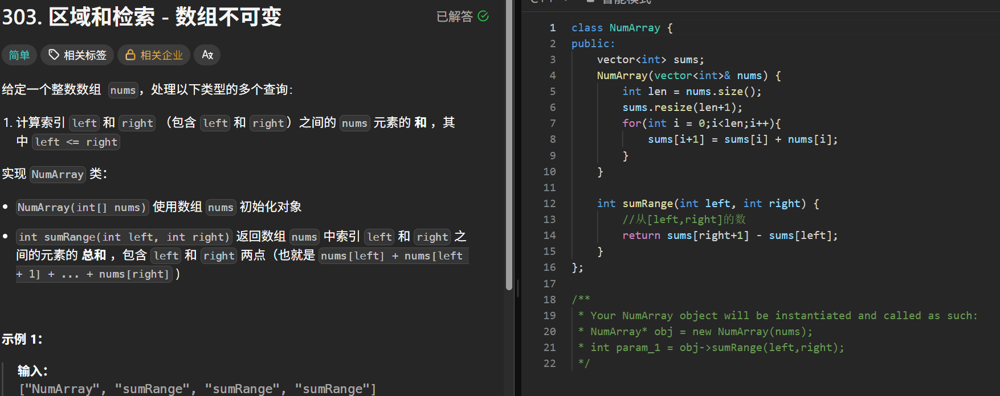 303. 区域和检索 - 数组不可变
已解答
简单
相关标签
相关企业
给定一个整数数组 nums，处理以下类型的多个查询:
1. 计算索引 left 和 right （包含 left 和 right）之间的 nums 元素的 和 ，其
中 left <= right
实现 NumArray 类：
NumArray(int[] nums) 使用数组 nums 初始化对象
int sumRange(int left, int right) 返回数组 nums 中索引 left 和 right 之
间的元素的 总和 ，包含 left 和 right 两点（也就是 nums[left] + nums[left
+ 1] + ... + nums[right] )
示例 1：
输入：
["NumArray", "sumRange", "sumRange", "sumRange"]
1 class NumArray {
2 public:
3 vector<int> sums;
4 NumArray(vector<int>& nums) {
5 int len = nums.size();
6 sums.resize(len+1);
7 for(int i = 0;i<len;i++){
8 sums[i+1] = sums[i] + nums[i];
9 }
10 }
11
12 int sumRange(int left, int right) {
13 //从[left,right]的数
14 return sums[right+1] - sums[left];
15 }
16 };
17
18 /**
19 * Your NumArray object will be instantiated and called as such:
20 * NumArray* obj = new NumArray(nums);
21 * int param_1 = obj->sumRange(left,right);
22 */